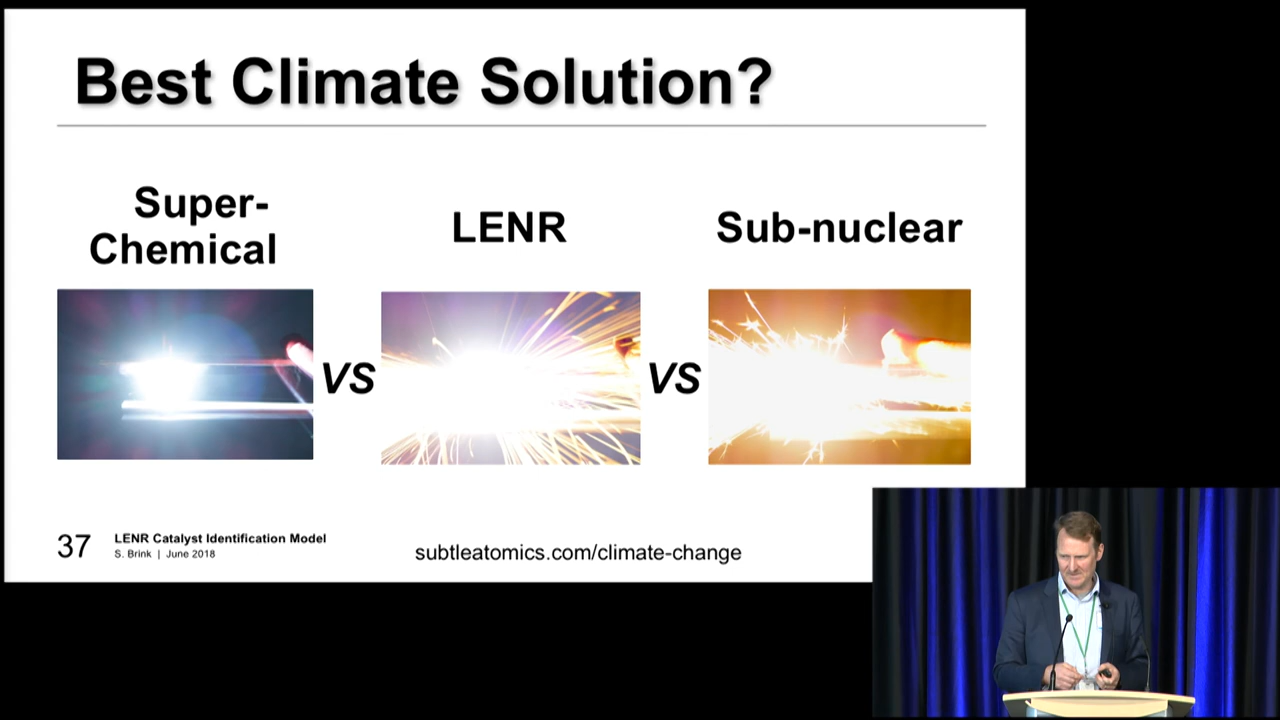 Best Climate Solution?
Super-
Chemical
LENR
Sub-nuclear
VS
VS
37
LENR Catalyst Identification Model
S. Brink | June 2018
subtleatomics.com/climate-change